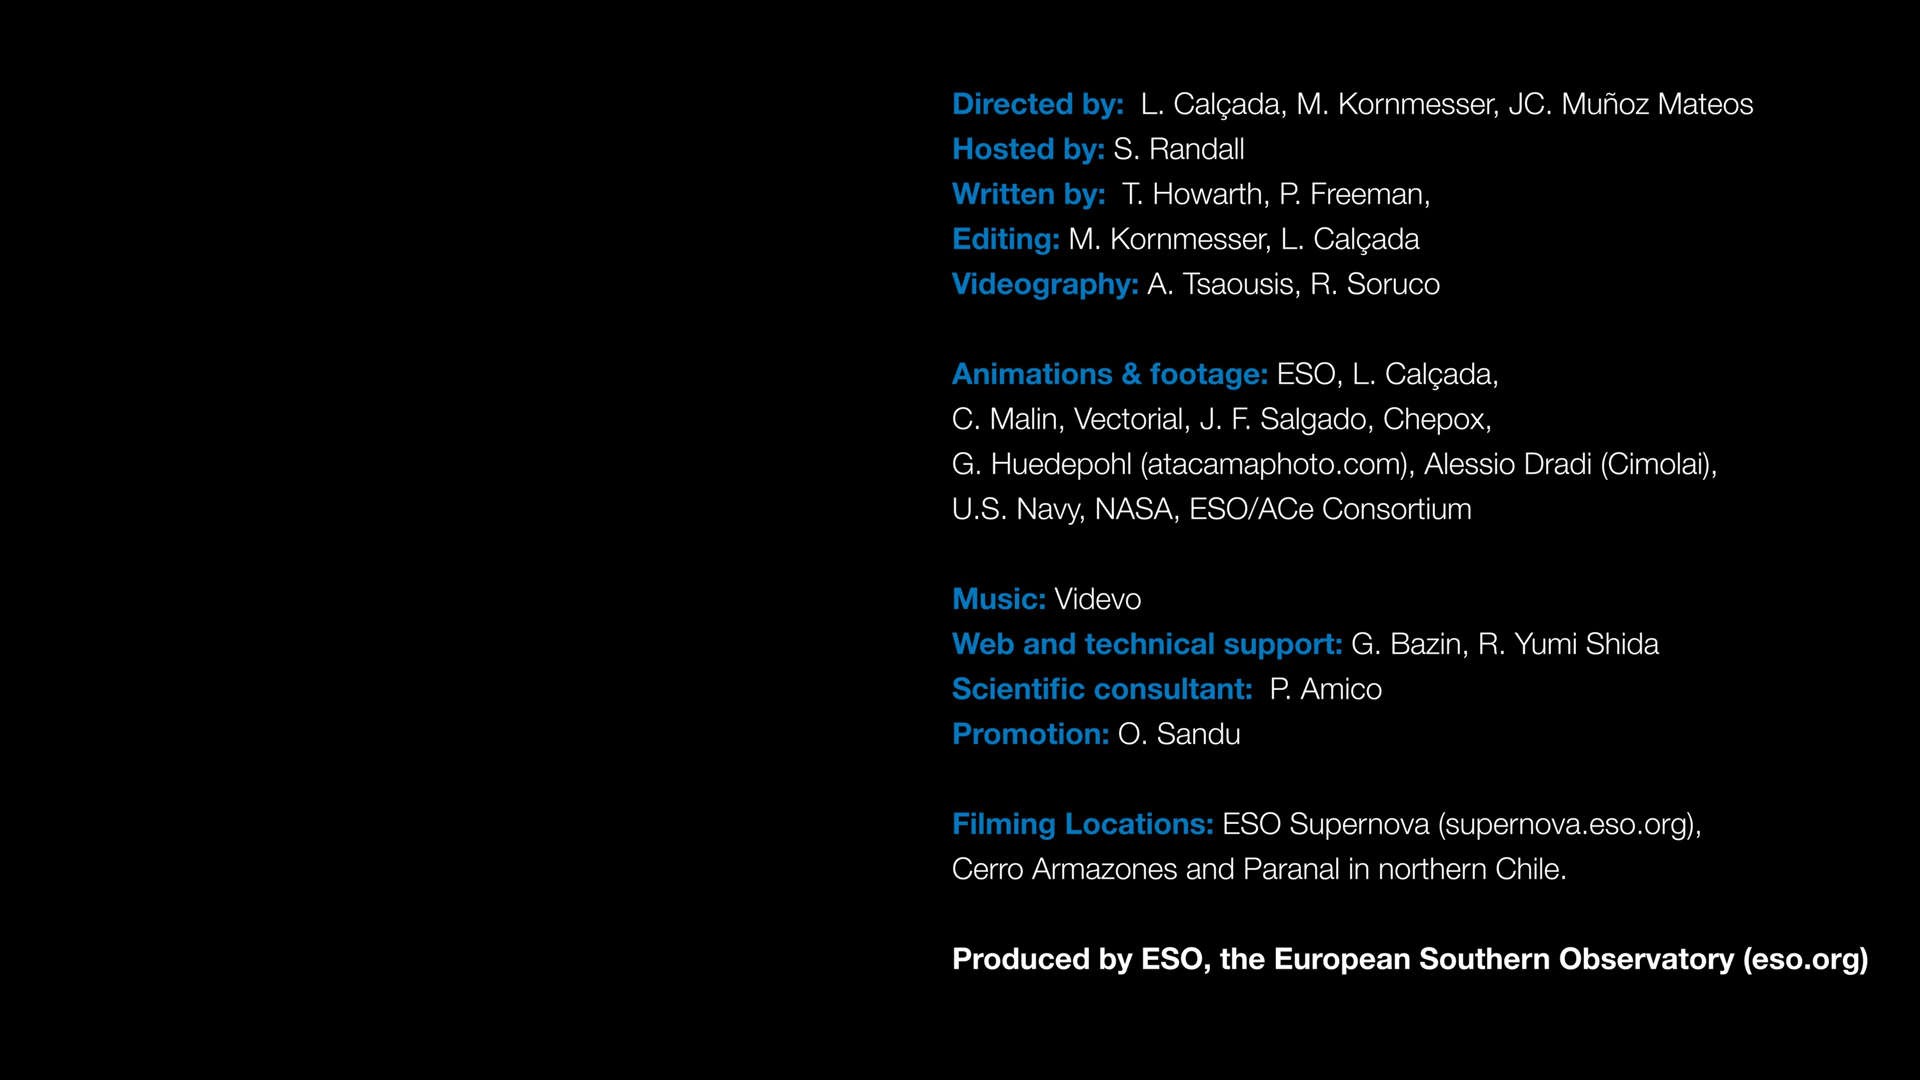 Directed by:  L. Calçada, M. Kornmesser, JC. Muñoz Mateos
Hosted by: S. Randall
Written by:  T. Howarth, P. Freeman,
Editing: M. Kornmesser, L. Calçada
Videography: A. Tsaousis, R. Soruco
Animations & footage: ESO, L. Calçada,
C. Malin, Vectorial, J. F. Salgado, Chepox,
G. Huedepohl (atacamaphoto.com), Alessio Dradi (Cimolai),
U.S. Navy, NASA, ESO/ACe Consortium
Music: Videvo
Web and technical support: G. Bazin, R. Yumi Shida
Scientific consultant:  P. Amico
Promotion: O. Sandu
Filming Locations: ESO Supernova (supernova.eso.org),
Cerro Armazones and Paranal in northern Chile.
Produced by ESO, the European Southern Observatory (eso.org)